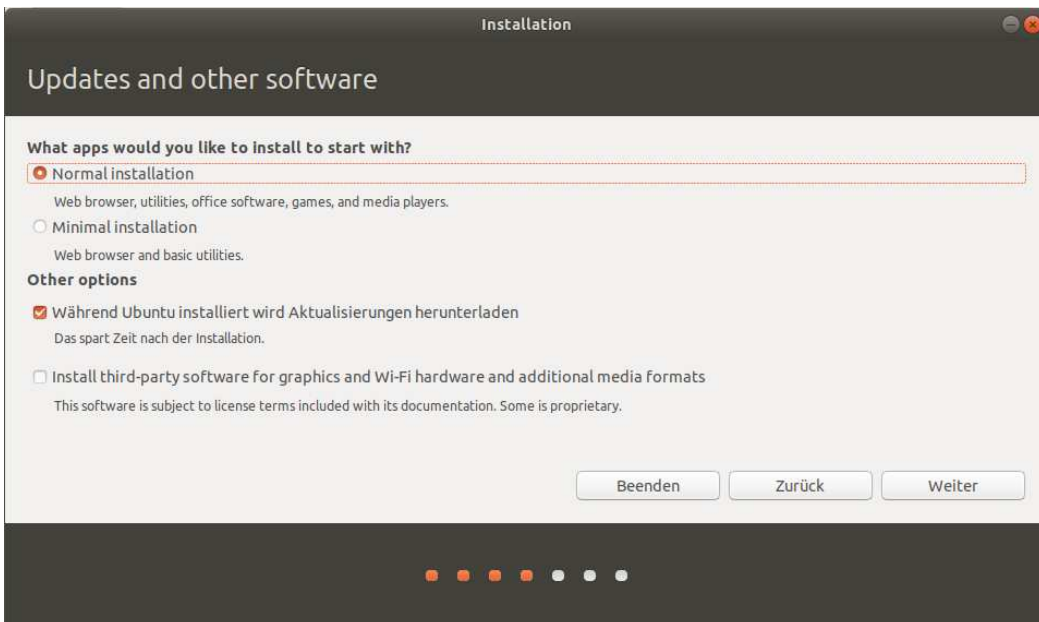 Installation
Updates and other software
What apps would you like to install to start with?
Normal installation
Web browser, utilities, office software, games, and media players.
Minimal installation
Web browser and basic utilities.
Other options
Während Ubuntu installiert wird Aktualisierungen herunterladen
Das spart Zeit nach der Installation.
Install third-party software for graphics and Wi-Fi hardware and additional media formats
This software is subject to license terms included with its documentation. Some is proprietary.
Beenden Zurück Weiter